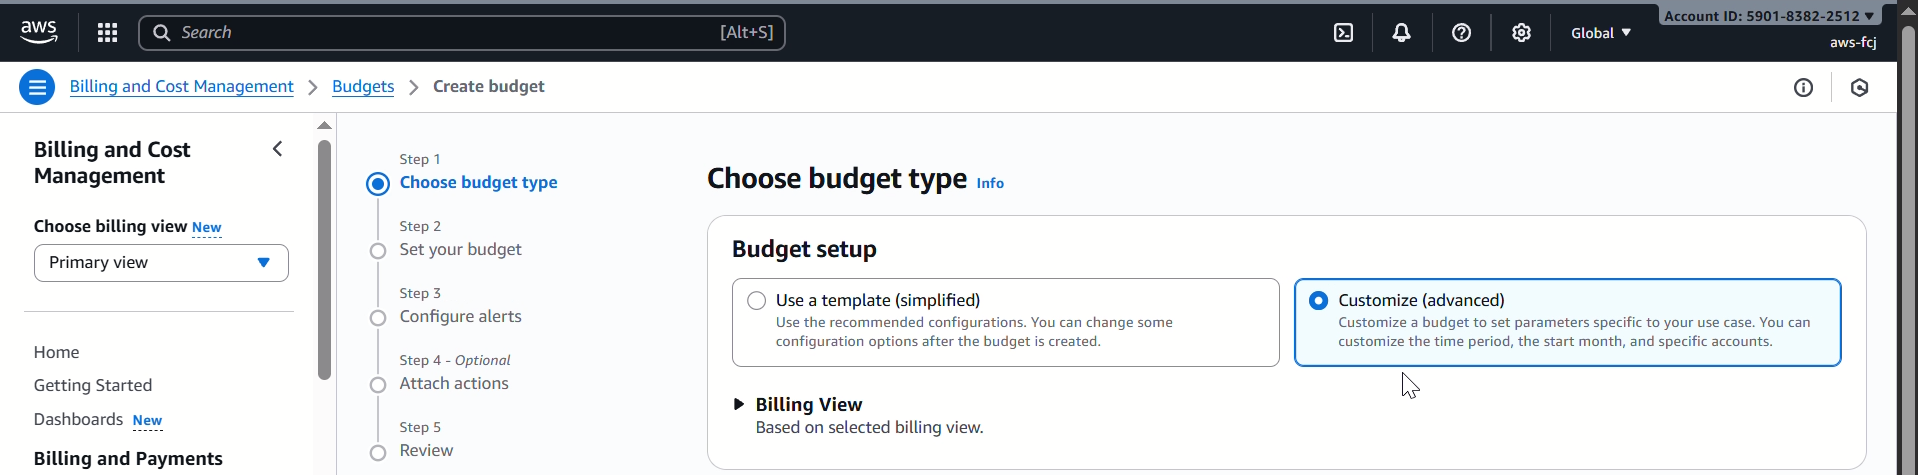 aws
Search
[Alt+S]
Global
Account ID: 5901-8382-2512
aws-fcj
Billing and Cost Management
Budgets
Create budget
Billing and Cost
Management
Choose billing view New
Primary view
Home
Getting Started
Dashboards New
Billing and Payments
Step 1
Choose budget type
Step 2
Set your budget
Step 3
Configure alerts
Step 4 - Optional
Attach actions
Step 5
Review
Choose budget type Info
Budget setup
Use a template (simplified)
Use the recommended configurations. You can change some
configuration options after the budget is created.
Customize (advanced)
Customize a budget to set parameters specific to your use case. You can
customize the time period, the start month, and specific accounts.
Billing View
Based on selected billing view.